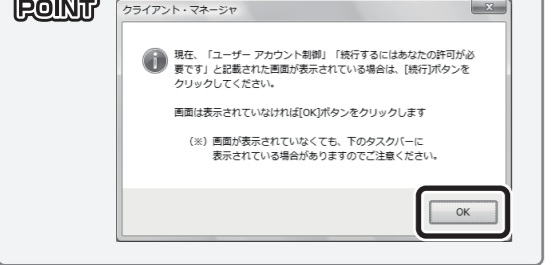 POINT
クライアント・マネージャ
現在、「ユーザー アカウント制御」「続行するにはあなたの許可が必
要です」と記載された画面が表示されている場合は、[続行]ボタンを
クリックしてください。
画面は表示されていなければ[OK]ボタンをクリックします
（※）画面が表示されていなくても、下のタスクバーに
表示されている場合がありますのでご注意ください。
OK